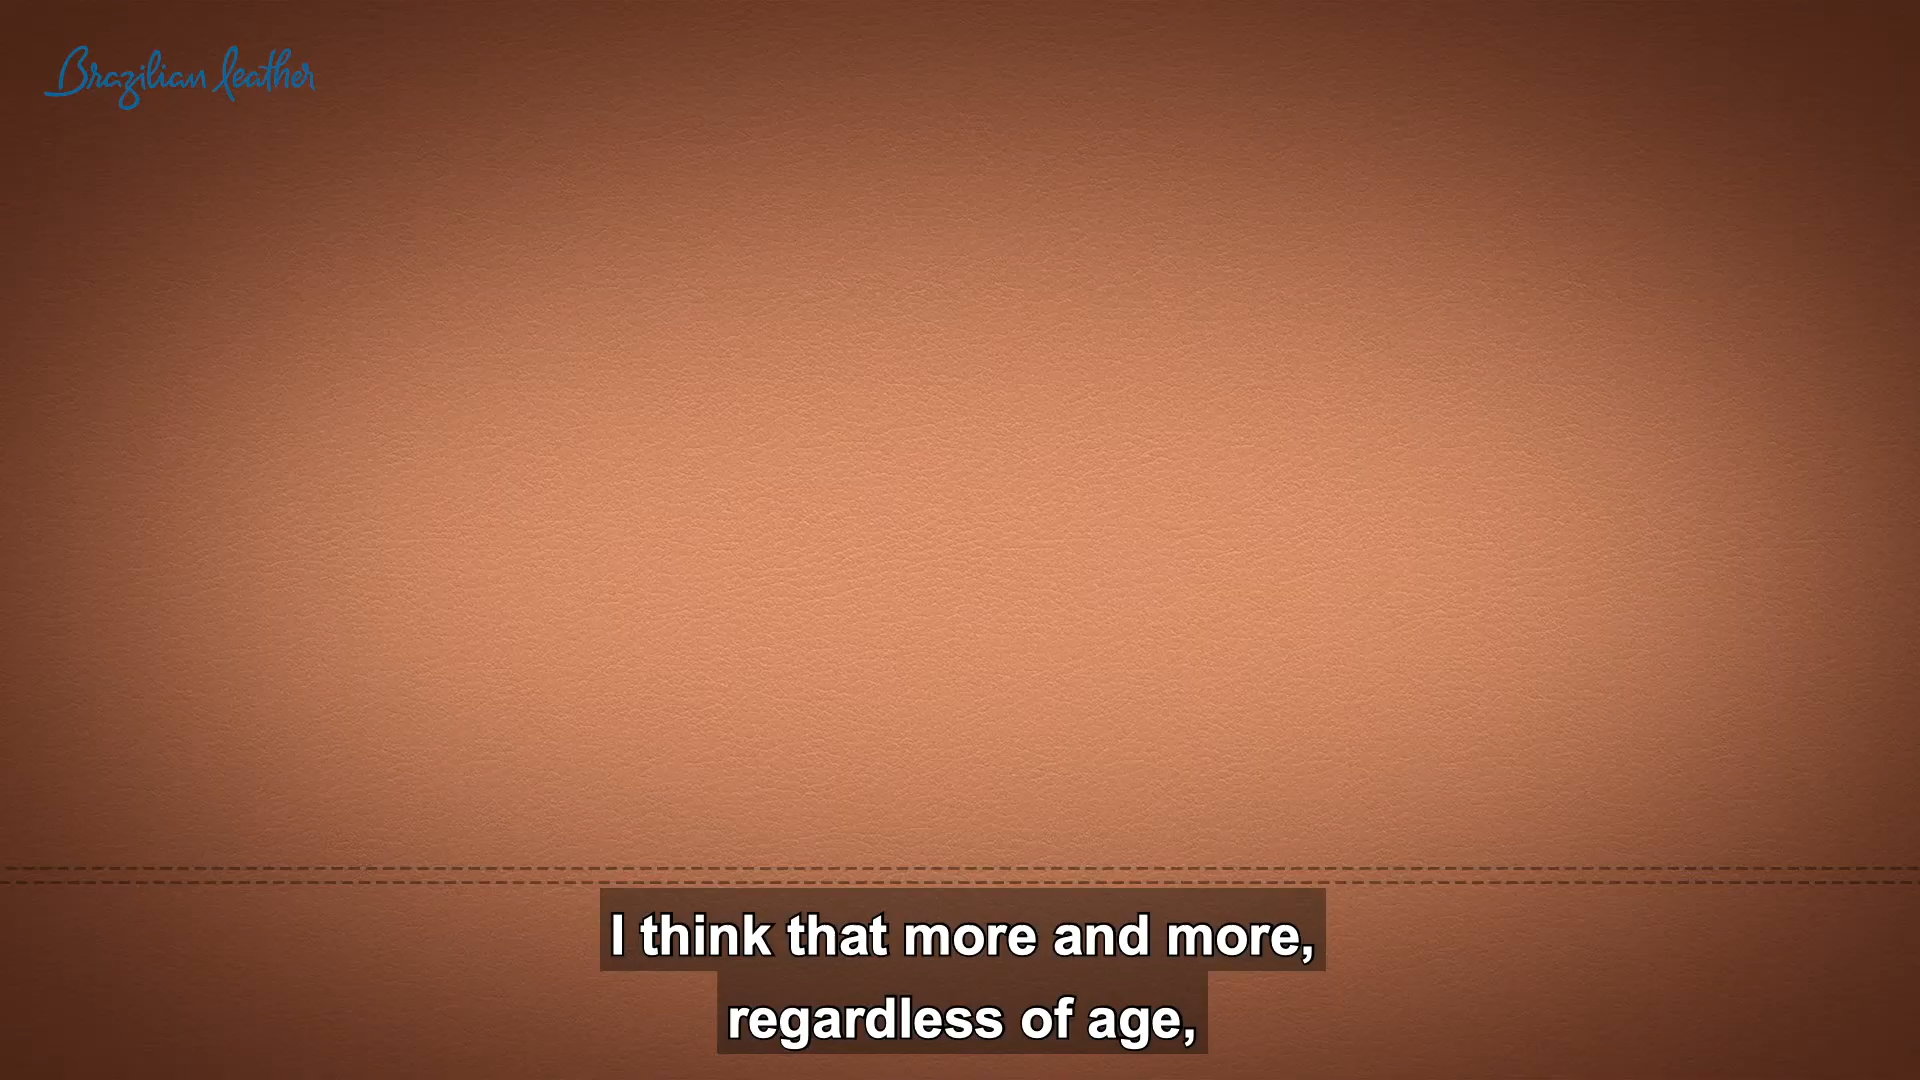 Brazilian leather
I think that more and more,
regardless of age,